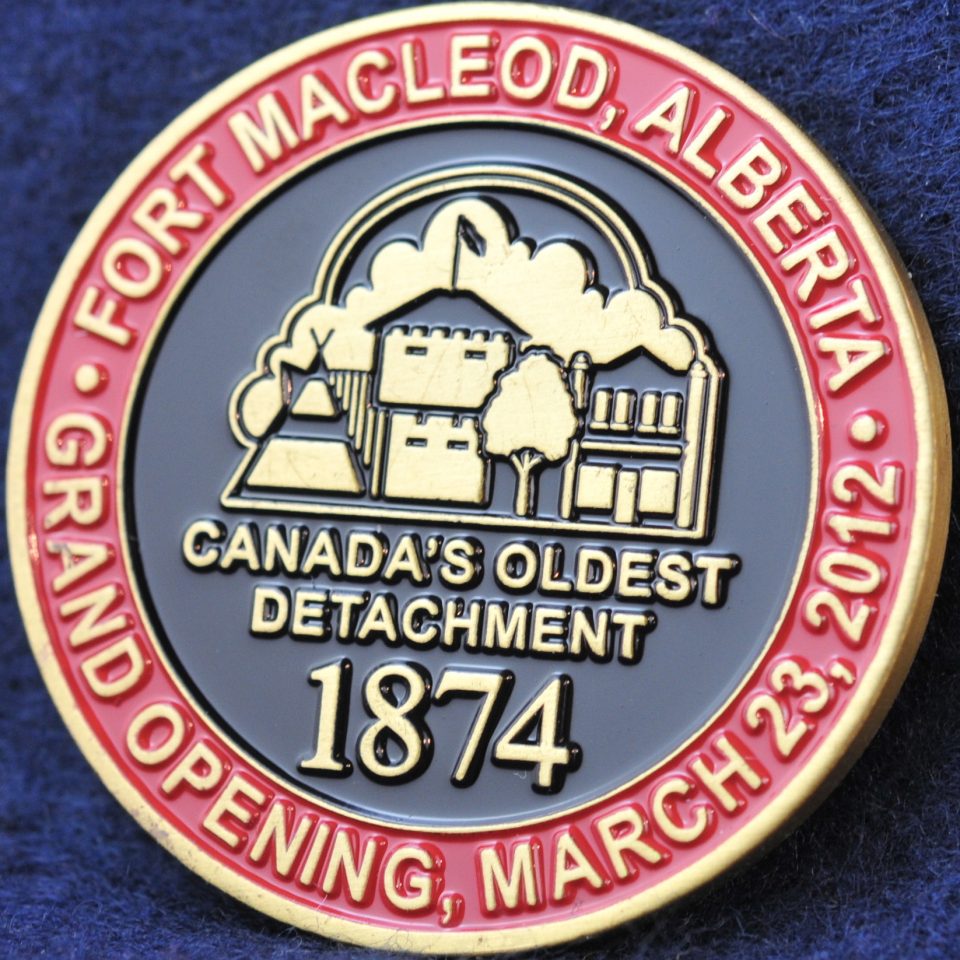 FORT MACLEOD, ALBERTA
CANADA'S OLDEST
DETACHMENT
1874
• GRAND OPENING, MARCH 23, 2012 •